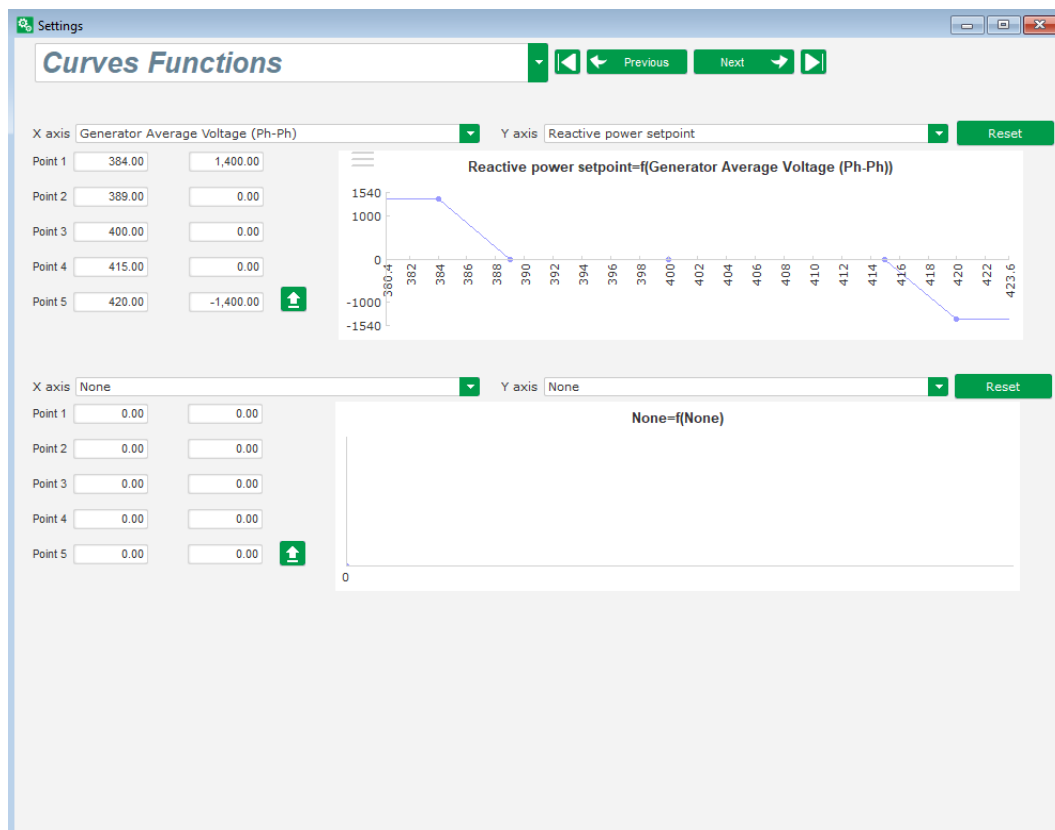 Settings
Curves Functions
Previous
Next
X axis Generator Average Voltage (Ph-Ph) Y axis Reactive power setpoint Reset
Point 1 384.00 1,400.00
Point 2 389.00 0.00
Point 3 400.00 0.00
Point 4 415.00 0.00
Point 5 420.00 -1,400.00
Reactive power setpoint=f(Generator Average Voltage (Ph-Ph))
1540
1000
0
-1000
-1540
380.4 382 384 386 388 390 392 394 396 398 400 402 404 406 408 410 412 414 416 418 420 422 423.6
X axis None Y axis None Reset
Point 1 0.00 0.00
Point 2 0.00 0.00
Point 3 0.00 0.00
Point 4 0.00 0.00
Point 5 0.00 0.00
None=f(None)
0